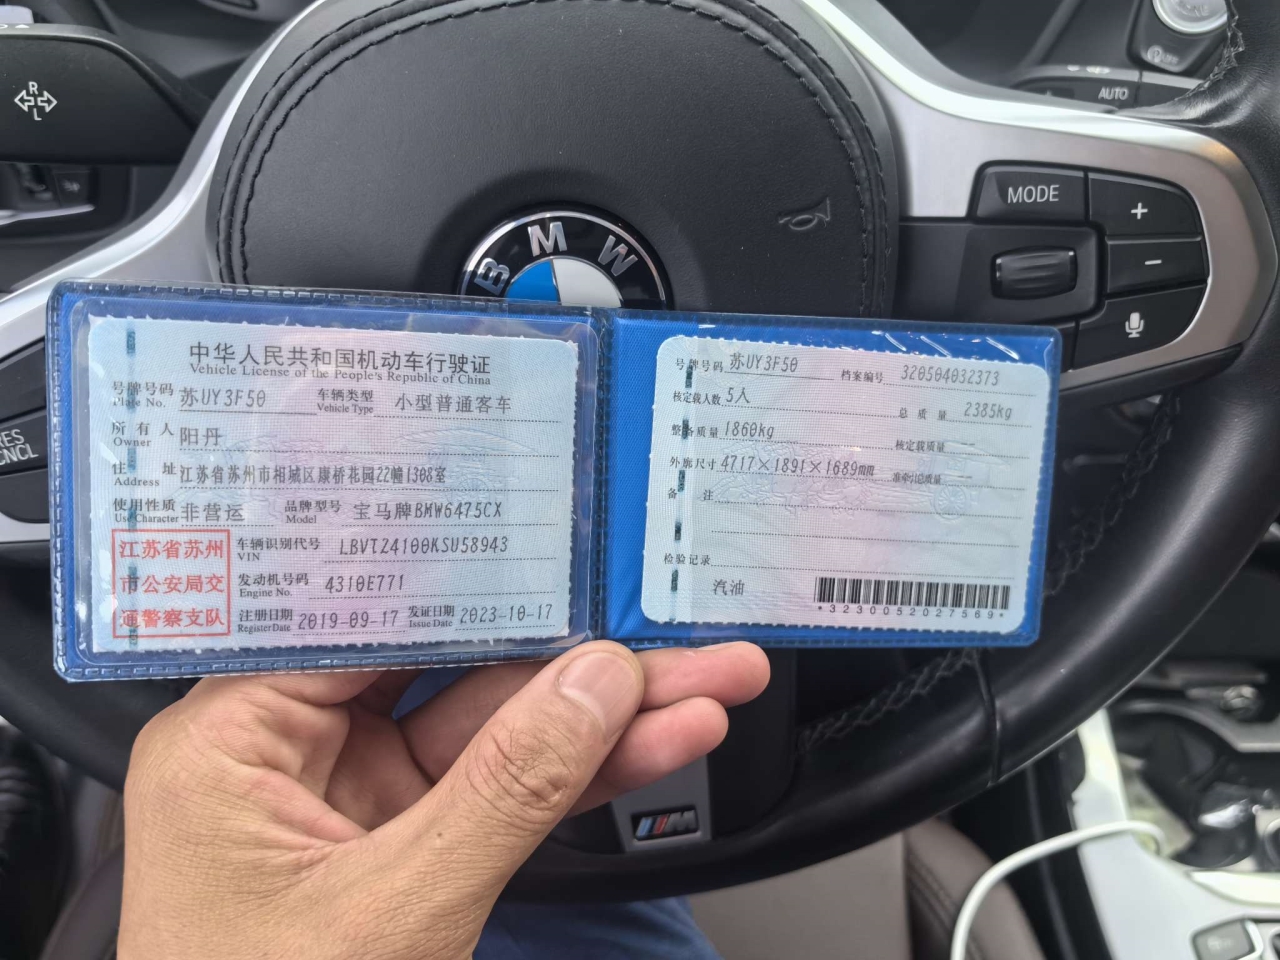 R
L
AUTO
MODE
+
−
BMW
RES
CNCL
中华人民共和国机动车行驶证
Vehicle License of the People's Republic of China
号牌号码 苏UY3F50 车辆类型 小型普通客车
Plate No. Vehicle Type
所有人 阳丹
Owner
住址 江苏省苏州市相城区康桥花园22幢1308室
Address
使用性质 非营运 品牌型号 宝马牌BMW6475CX
Use Character Model
江苏省苏州
市公安局交
通警察支队
车辆识别代号 LBVTZ4100KSU58943
VIN
发动机号码 4310E771
Engine No.
注册日期 2019-09-17 发证日期 2023-10-17
Register Date Issue Date
号牌号码 苏UY3F50 档案编号 320504032373
核定载人数 5人 总质量 2385kg
整备质量 1860kg 核定载质量 ——
外廓尺寸 4717×1891×1689mm 准牵引总质量 ——
备注
检验记录
汽油
*3230052027569*
M